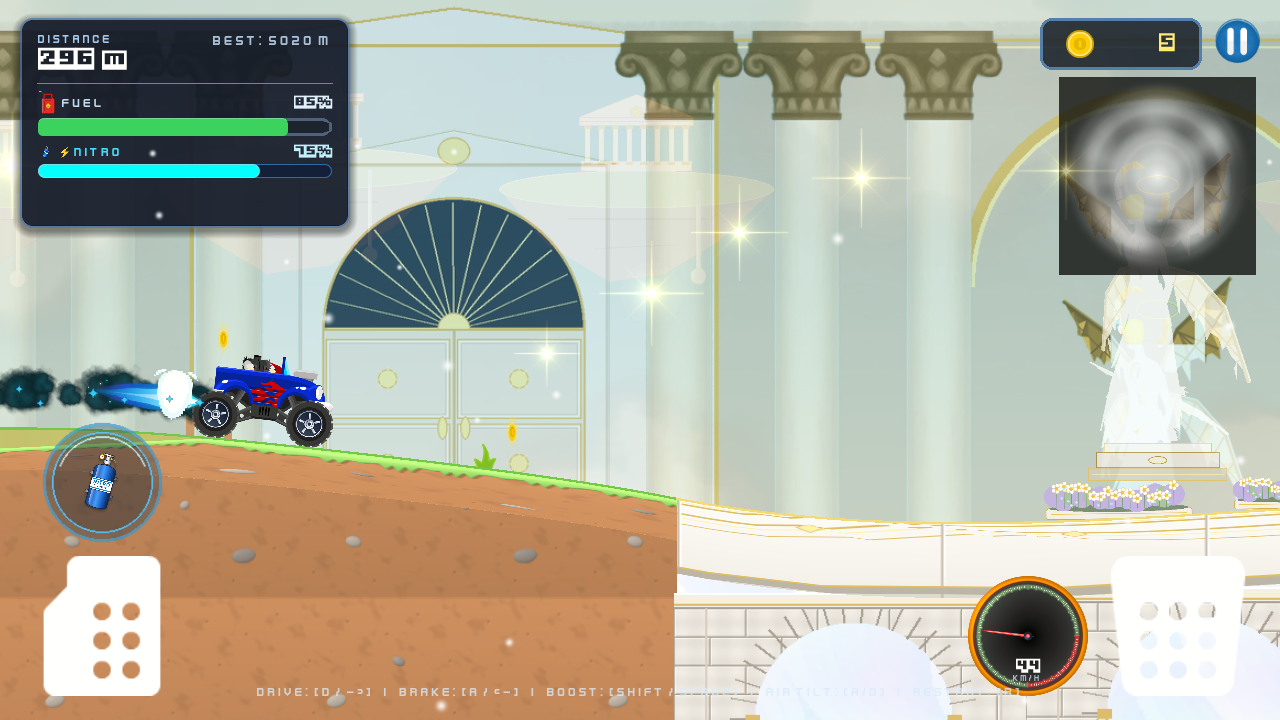 DISTANCE
BEST: 5020 M
296 m
FUEL
85%
NITRO
75%
5
44
KM/H
DRIVE:[D / ->] | BRAKE:[A / <-] | BOOST:[SHIFT /